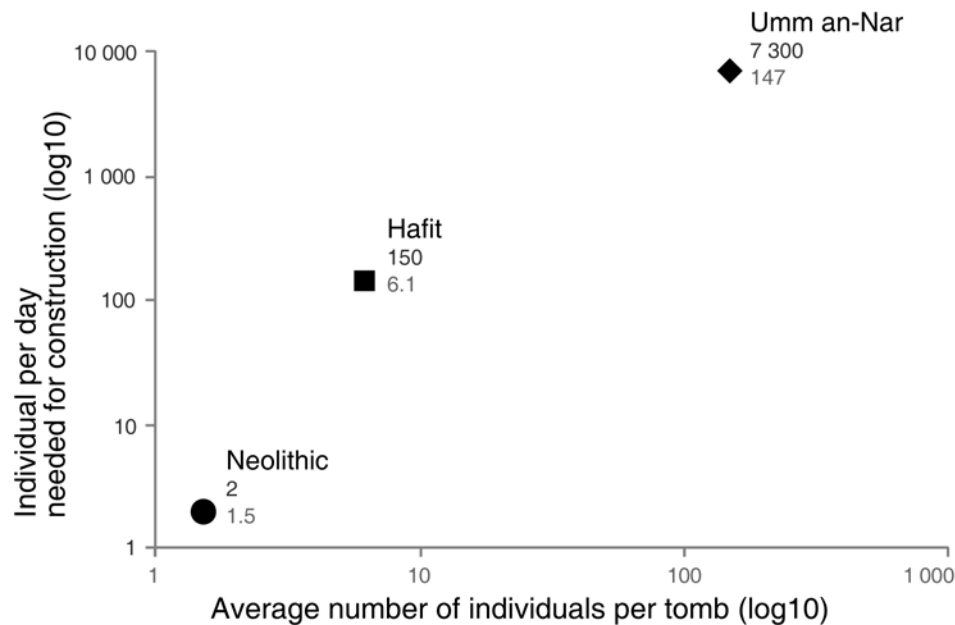 Umm an-Nar
7 300
147
10 000
1 000
Hafit
150
6.1
100
10
Neolithic
2
1.5
1
Individual per day
needed for construction (log10)
1
10
100
1 000
Average number of individuals per tomb (log10)